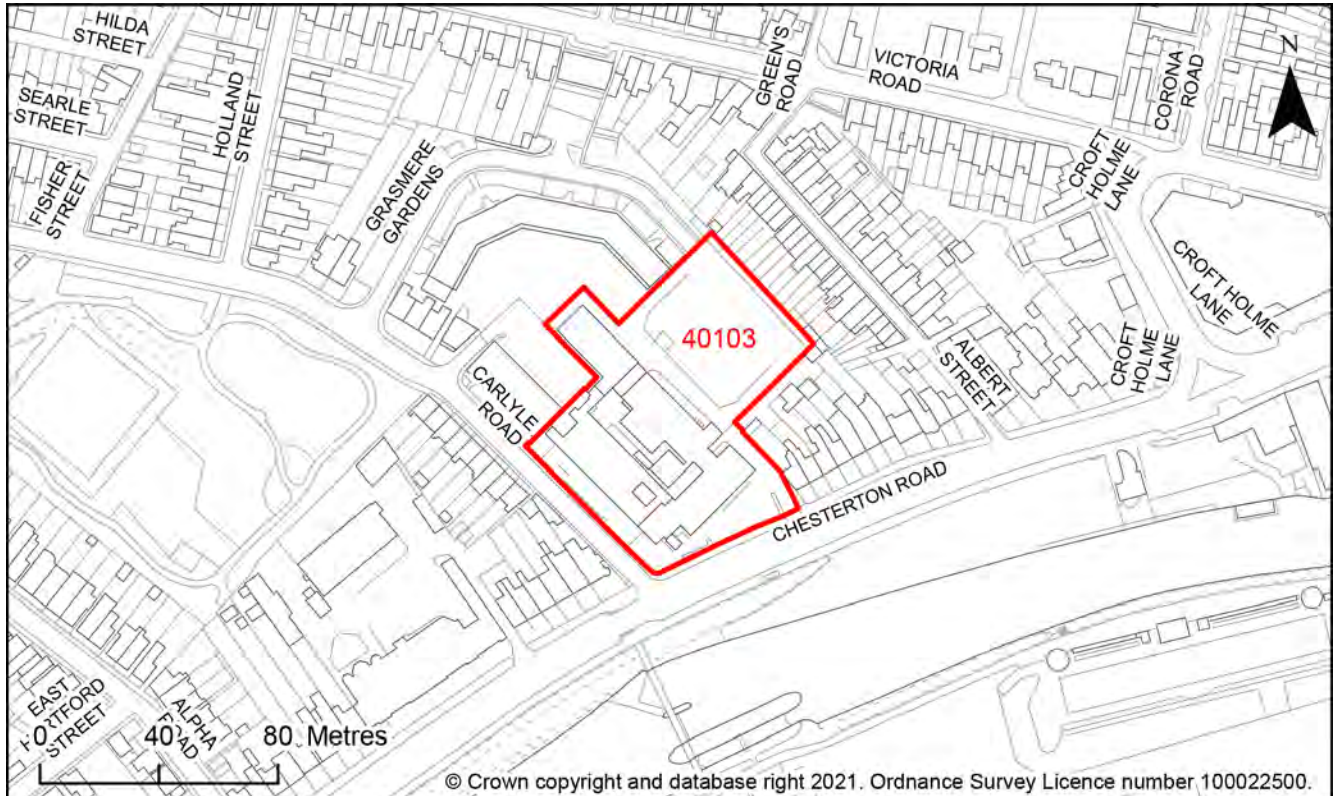 HILDA
STREET
SEARLE
STREET
FISHER
STREET
HOLLAND
STREET
GRASMERE
GARDENS
GREEN'S
ROAD
VICTORIA
ROAD
CORONA
ROAD
N
CROFT
HOLME
LANE
CROFT HOLME
LANE
CROFT
HOLME
LANE
ALBERT
STREET
40103
CARLYLE
ROAD
CHESTERTON ROAD
EAST
HERTFORD
STREET
ALPHA
ROAD
0 40 80 Metres
© Crown copyright and database right 2021. Ordnance Survey Licence number 100022500.